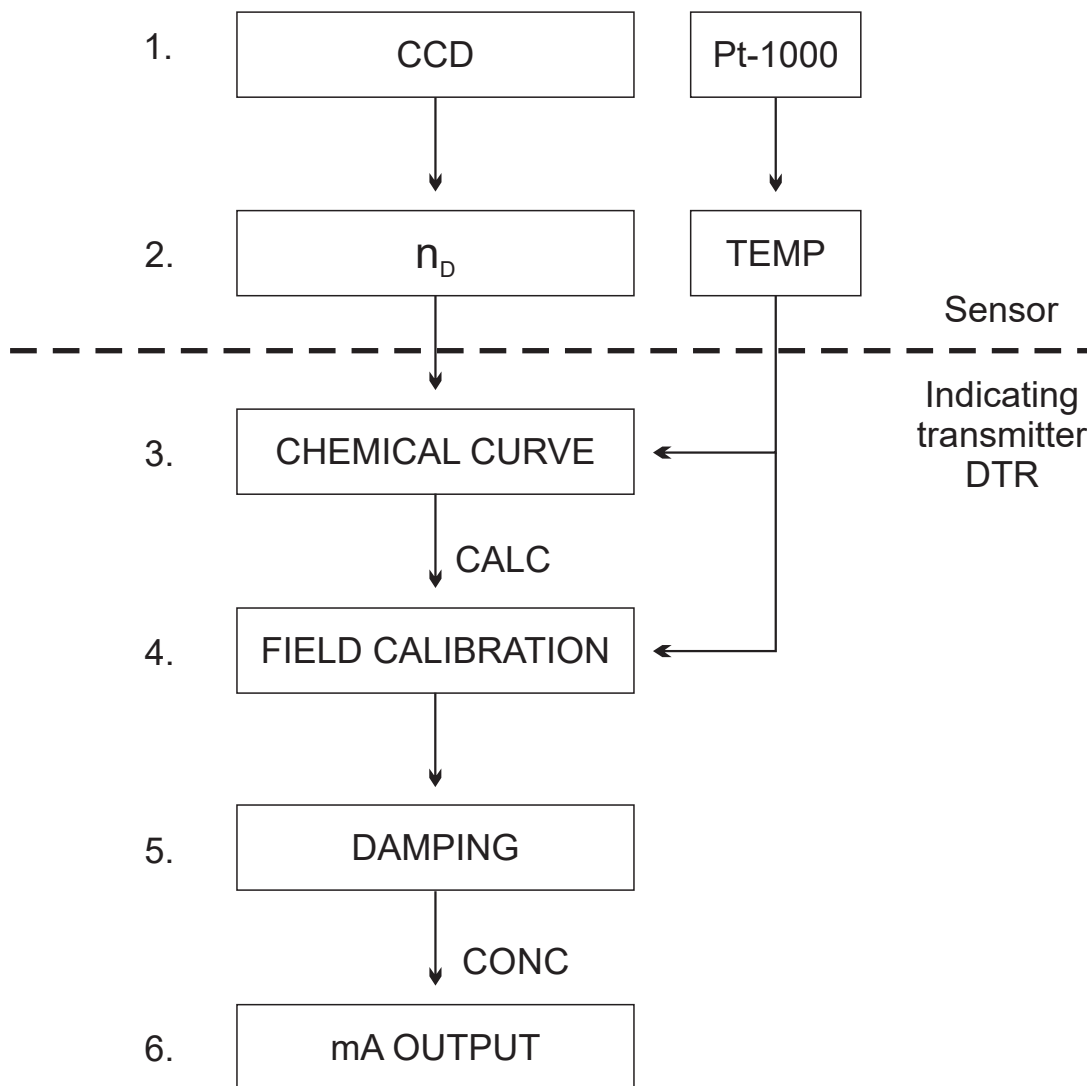 1.
CCD
Pt-1000
2.
nD
TEMP
Sensor
Indicating
transmitter
DTR
3.
CHEMICAL CURVE
CALC
4.
FIELD CALIBRATION
5.
DAMPING
CONC
6.
mA OUTPUT